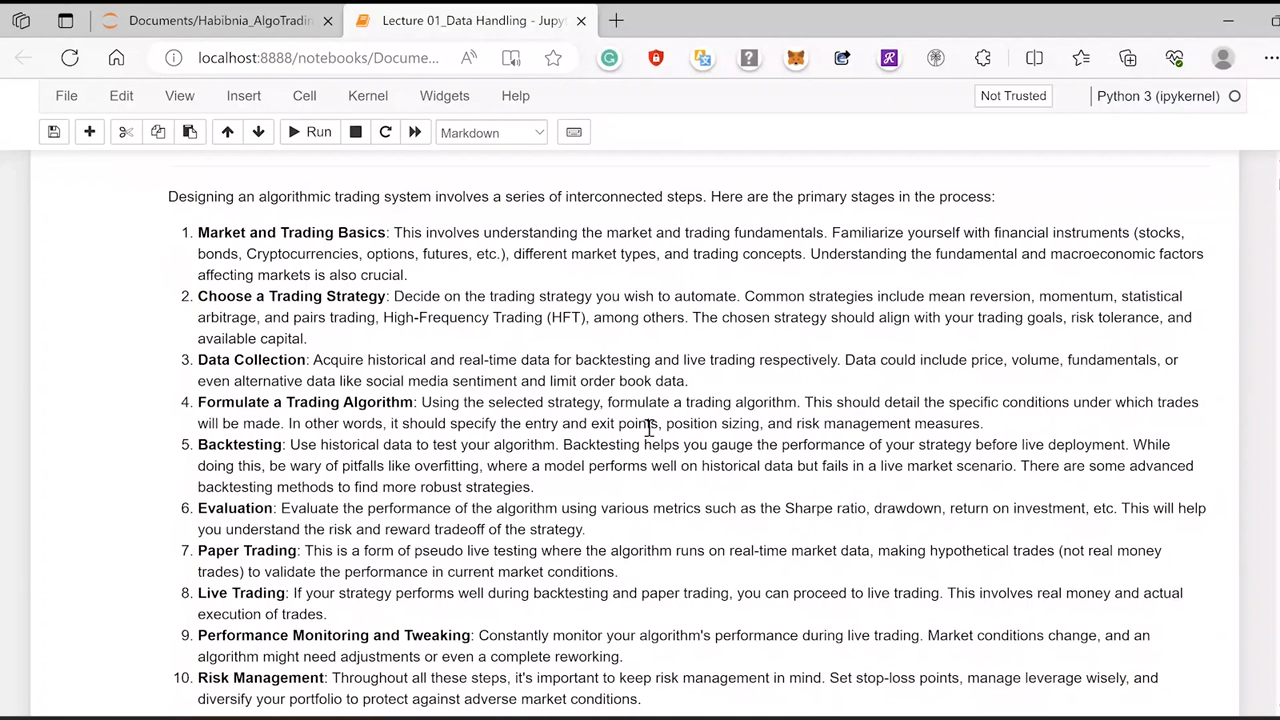 Documents/Habibnia_AlgoTradin
Lecture 01_Data Handling - Jupyt
localhost:8888/notebooks/Docume...
File Edit View Insert Cell Kernel Widgets Help
Not Trusted
Python 3 (ipykernel)
Run
Markdown
Designing an algorithmic trading system involves a series of interconnected steps. Here are the primary stages in the process:
1. Market and Trading Basics: This involves understanding the market and trading fundamentals. Familiarize yourself with financial instruments (stocks,
bonds, Cryptocurrencies, options, futures, etc.), different market types, and trading concepts. Understanding the fundamental and macroeconomic factors
affecting markets is also crucial.
2. Choose a Trading Strategy: Decide on the trading strategy you wish to automate. Common strategies include mean reversion, momentum, statistical
arbitrage, and pairs trading, High-Frequency Trading (HFT), among others. The chosen strategy should align with your trading goals, risk tolerance, and
available capital.
3. Data Collection: Acquire historical and real-time data for backtesting and live trading respectively. Data could include price, volume, fundamentals, or
even alternative data like social media sentiment and limit order book data.
4. Formulate a Trading Algorithm: Using the selected strategy, formulate a trading algorithm. This should detail the specific conditions under which trades
will be made. In other words, it should specify the entry and exit points, position sizing, and risk management measures.
5. Backtesting: Use historical data to test your algorithm. Backtesting helps you gauge the performance of your strategy before live deployment. While
doing this, be wary of pitfalls like overfitting, where a model performs well on historical data but fails in a live market scenario. There are some advanced
backtesting methods to find more robust strategies.
6. Evaluation: Evaluate the performance of the algorithm using various metrics such as the Sharpe ratio, drawdown, return on investment, etc. This will help
you understand the risk and reward tradeoff of the strategy.
7. Paper Trading: This is a form of pseudo live testing where the algorithm runs on real-time market data, making hypothetical trades (not real money
trades) to validate the performance in current market conditions.
8. Live Trading: If your strategy performs well during backtesting and paper trading, you can proceed to live trading. This involves real money and actual
execution of trades.
9. Performance Monitoring and Tweaking: Constantly monitor your algorithm's performance during live trading. Market conditions change, and an
algorithm might need adjustments or even a complete reworking.
10. Risk Management: Throughout all these steps, it's important to keep risk management in mind. Set stop-loss points, manage leverage wisely, and
diversify your portfolio to protect against adverse market conditions.